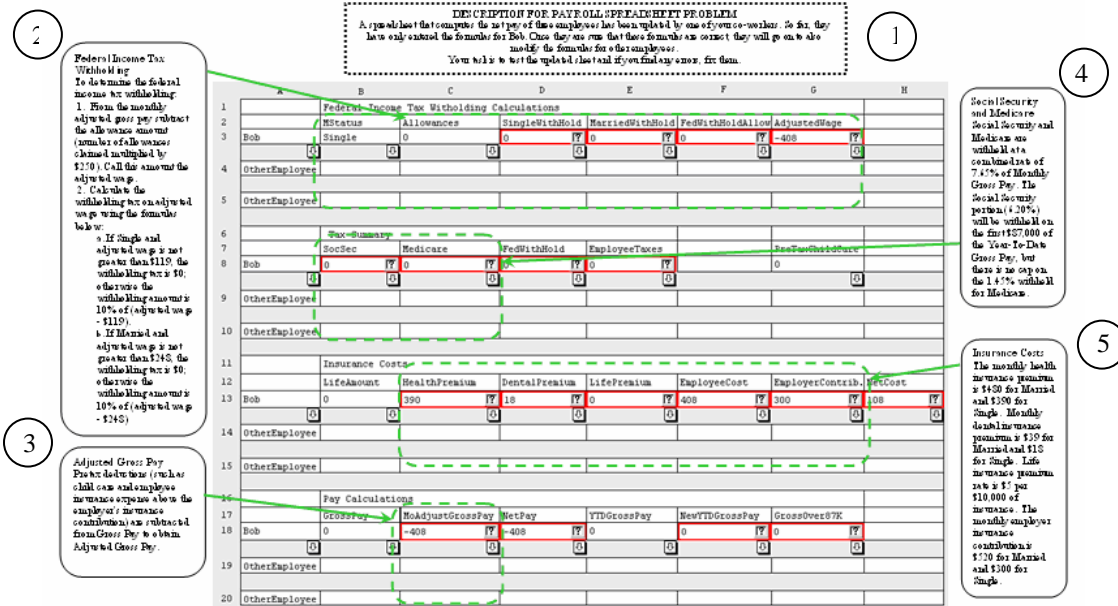 1
DESCRIPTION FOR PAYROLL SPREADSHEET PROBLEM
A spreadsheet that computes the net pay of three employees has been updated by one of your co-workers. So far, they
have only entered the formulas for Bob. Once they are sure that these formulas are correct, they will go on to also
modify the formulas for other employees.
Your task is to test the updated sheet and if you find any errors, fix them.
2
Federal Income Tax
Withholding
To determine the federal
income tax withholding:
1. From the monthly
adjusted gross pay subtract
the allowance amount
(number of allowances
claimed multiplied by
$250). Call this amount the
adjusted wage.
2. Calculate the
withholding tax on adjusted
wage using the formulas
below:
a. If Single and
adjusted wage is not
greater than $119, the
withholding tax is $0;
otherwise the
withholding amount is
10% of (adjusted wage
- $119).
b. If Married and
adjusted wage is not
greater than $248, the
withholding tax is $0;
otherwise the
withholding amount is
10% of (adjusted wage
- $248)
3
Adjusted Gross Pay
Pretax deductions (such as
child care and employee
insurance expense above the
employer's insurance
contribution) are subtracted
from Gross Pay to obtain
Adjusted Gross Pay.
A B C D E F G H
1 Federal Income Tax Witholding Calculations
2 MStatus Allowances SingleWithHold MarriedWithHold FedWithHoldAllow AdjustedWage
3 Bob Single 0 0 ? 0 ? 0 ? -408 ?
4 OtherEmployee
5 OtherEmployee
6 Tax Summary
7 SocSec Medicare FedWithHold EmployeeTaxes PreTaxChildCare
8 Bob 0 ? 0 ? 0 ? 0 ? 0
9 OtherEmployee
10 OtherEmployee
11 Insurance Costs
12 LifeAmount HealthPremium DentalPremium LifePremium EmployeeCost EmployerContrib. NetCost
13 Bob 0 390 ? 18 ? 0 ? 408 ? 300 ? 108 ?
14 OtherEmployee
15 OtherEmployee
16 Pay Calculations
17 GrossPay MoAdjustGrossPay NetPay YTDGrossPay NewYTDGrossPay GrossOver87K
18 Bob 0 -408 ? -408 ? 0 0 ? 0 ?
19 OtherEmployee
20 OtherEmployee
4
Social Security
and Medicare
Social Security and
Medicare are
withheld at a
combined rate of
7.65% of Monthly
Gross Pay. The
Social Security
portion (6.20%)
will be withheld on
the first $87,000 of
the Year-To-Date
Gross Pay, but
there is no cap on
the 1.45% withheld
for Medicare.
5
Insurance Costs
The monthly health
insurance premium
is $480 for Married
and $390 for
Single. Monthly
dental insurance
premium is $39 for
Married and $18
for Single. Life
insurance premium
rate is $5 per
$10,000 of
insurance. The
monthly employer
insurance
contribution is
$520 for Married
and $300 for
Single.